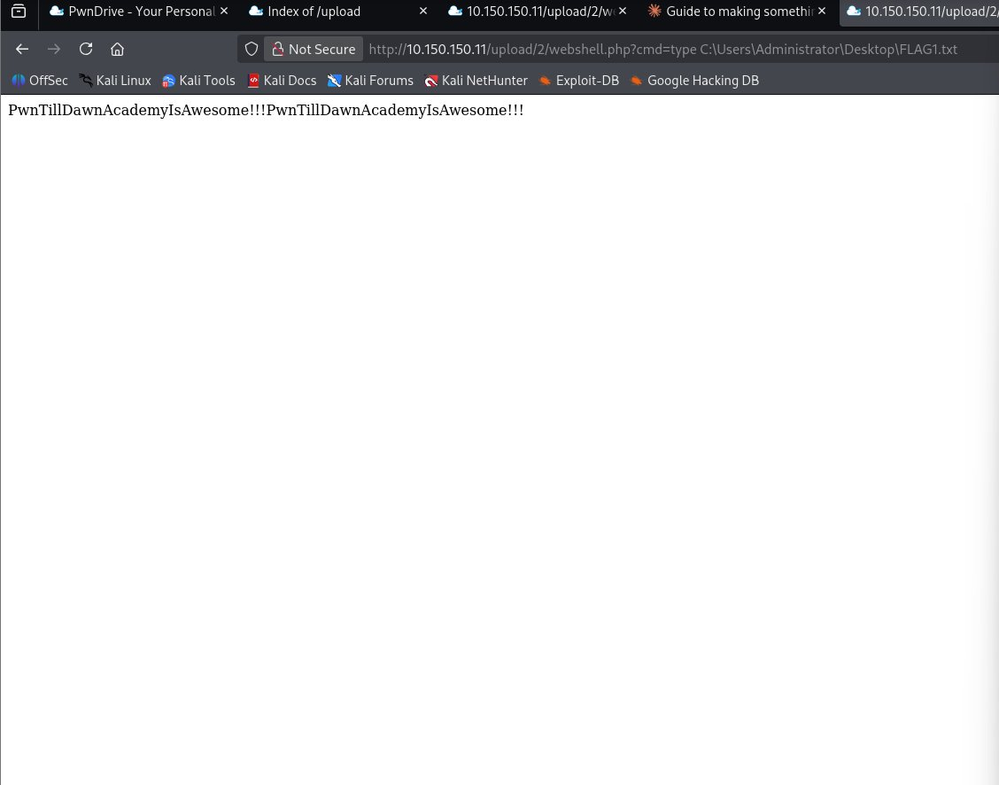 PwnDrive - Your Personal
Index of /upload
10.150.150.11/upload/2/we
Guide to making somethin
10.150.150.11/upload/2/
Not Secure
http://10.150.150.11/upload/2/webshell.php?cmd=type C:\Users\Administrator\Desktop\FLAG1.txt
OffSec
Kali Linux
Kali Tools
Kali Docs
Kali Forums
Kali NetHunter
Exploit-DB
Google Hacking DB
PwnTillDawnAcademyIsAwesome!!!PwnTillDawnAcademyIsAwesome!!!